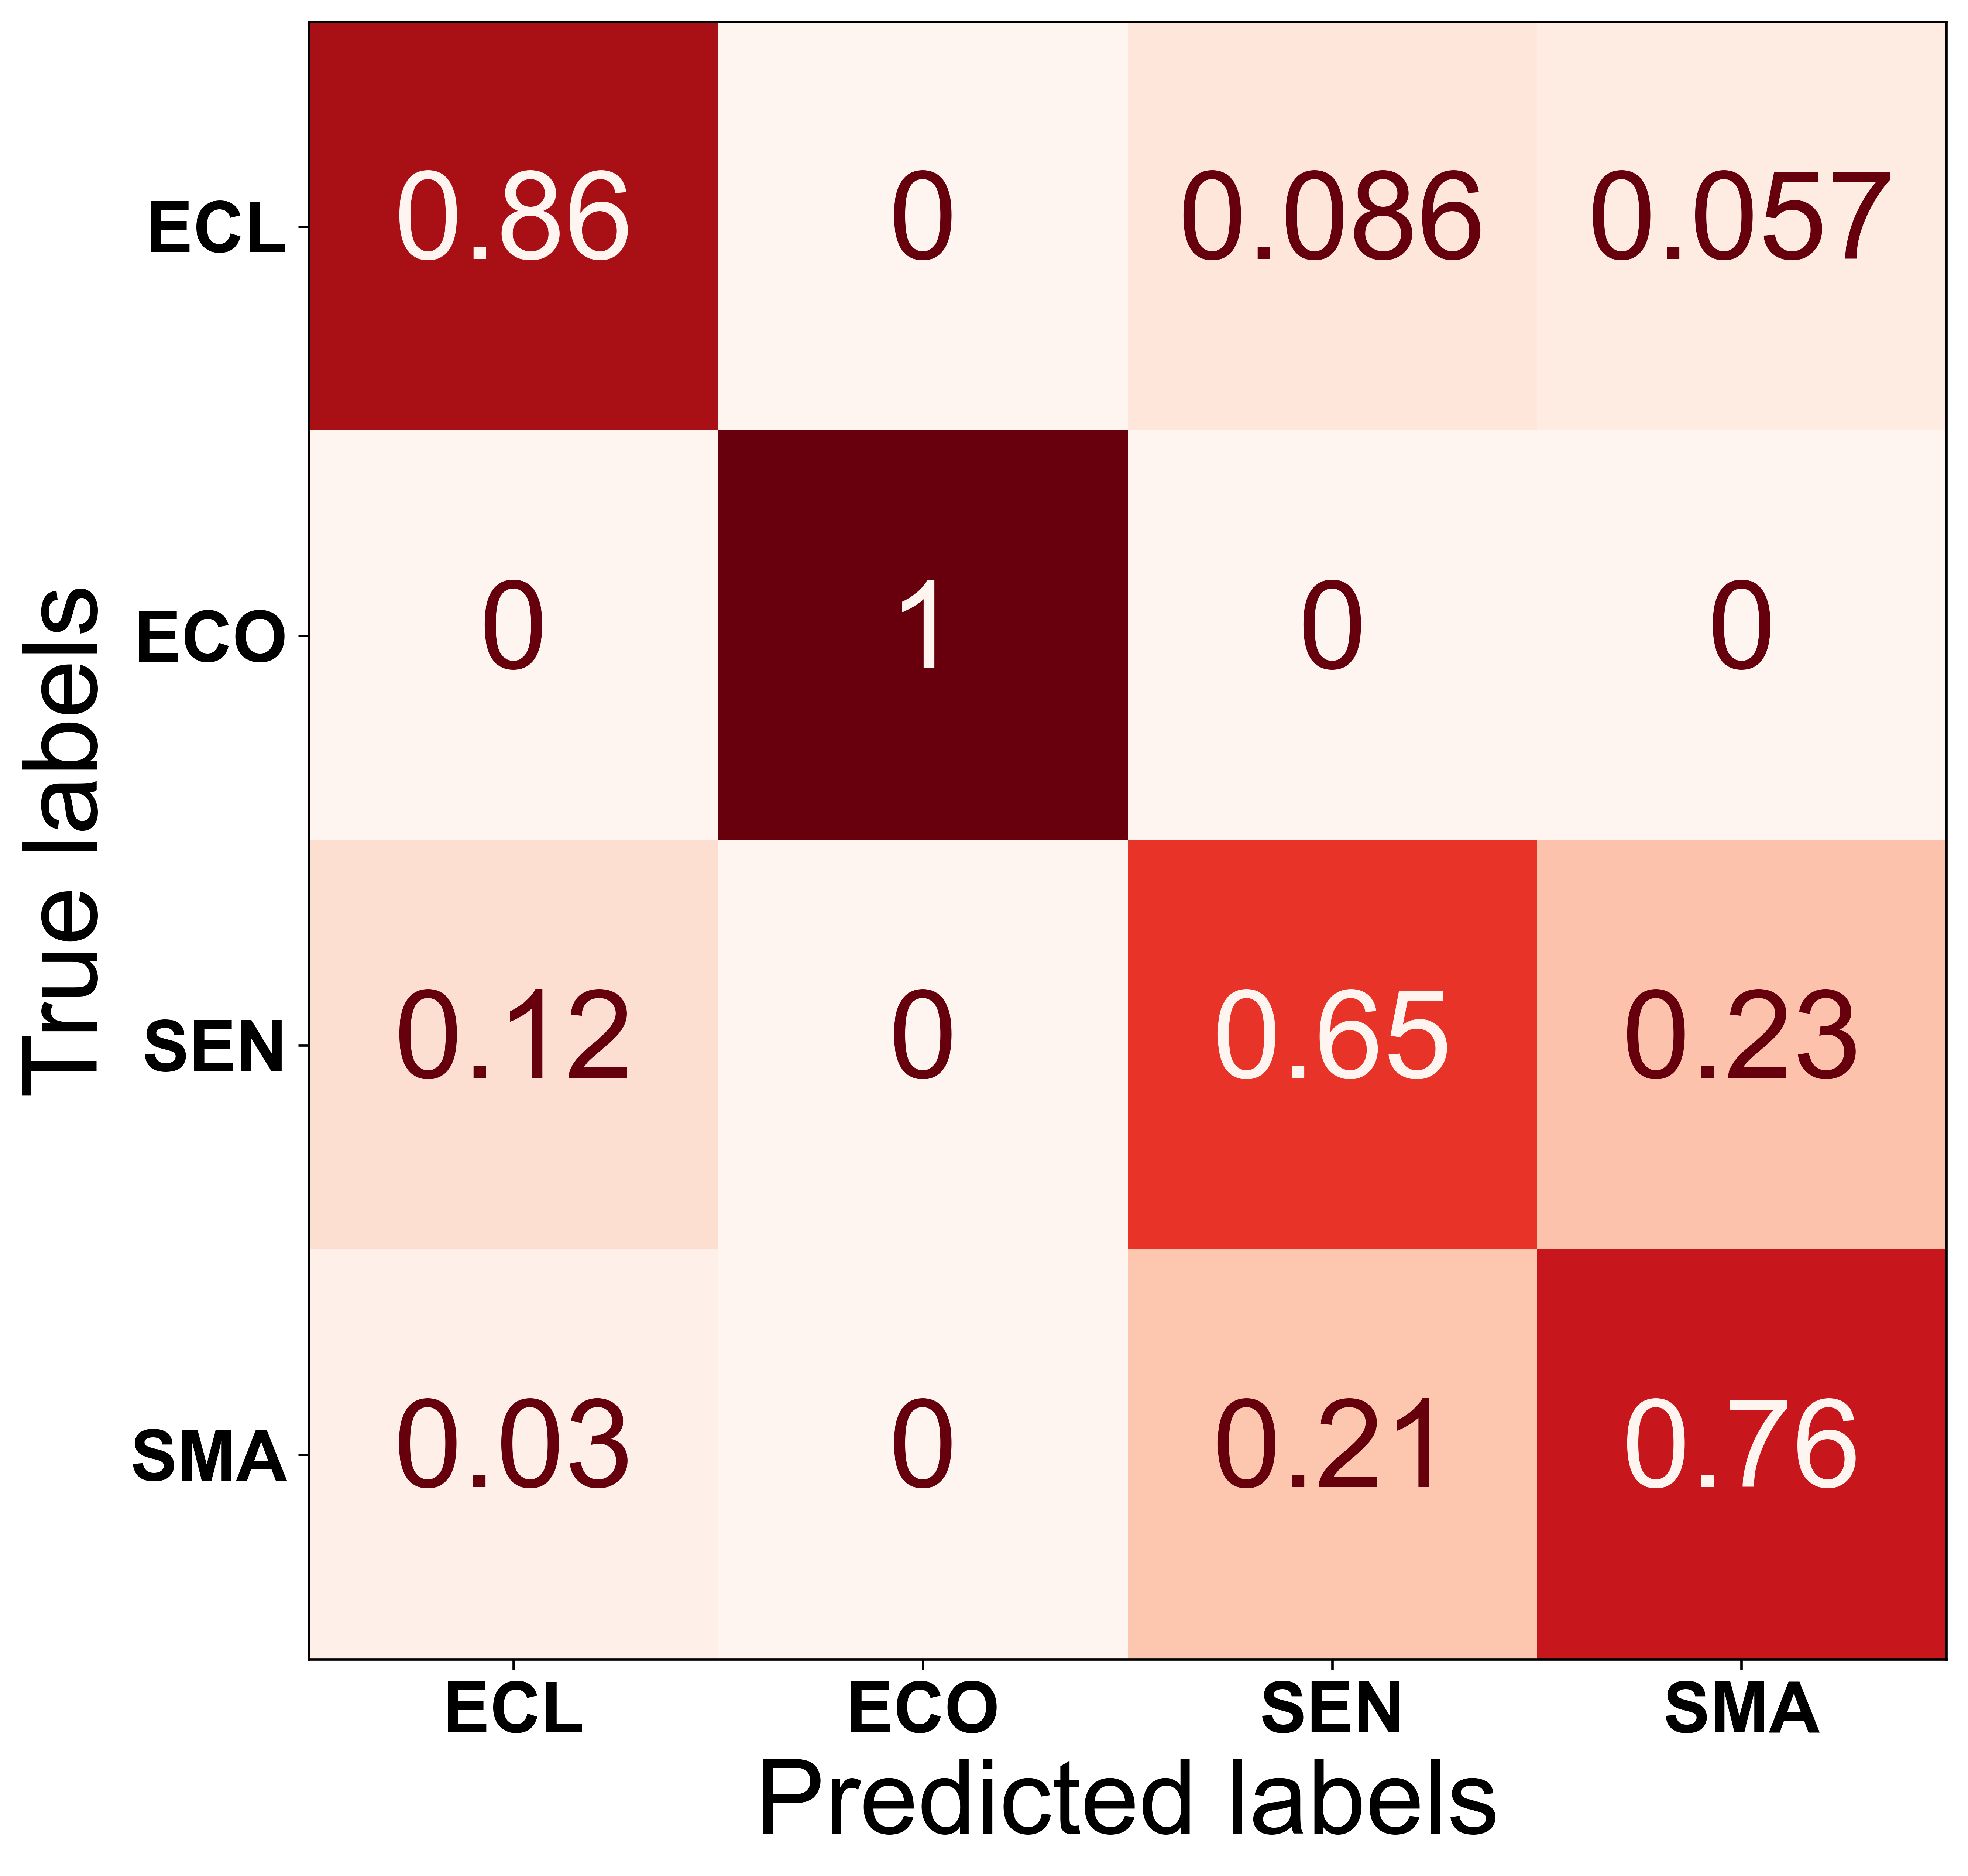 True labels
ECL 0.86 0 0.086 0.057
ECO 0 1 0 0
SEN 0.12 0 0.65 0.23
SMA 0.03 0 0.21 0.76
ECL ECO SEN SMA
Predicted labels